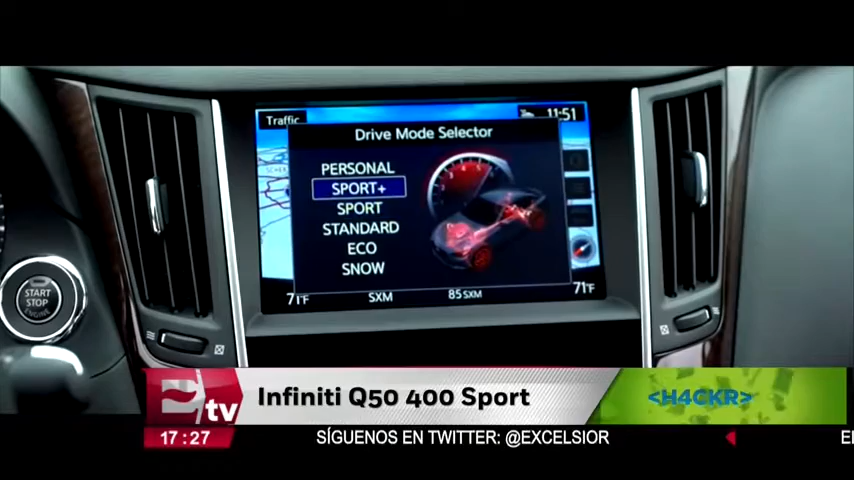 Traffic
11:51
Drive Mode Selector
PERSONAL
SPORT+
SPORT
STANDARD
ECO
SNOW
71°F
SXM
85 SXM
71°F
START
STOP
ENGINE
E tv
Infiniti Q50 400 Sport
<H4CKR>
17:27
SÍGUENOS EN TWITTER: @EXCELSIOR